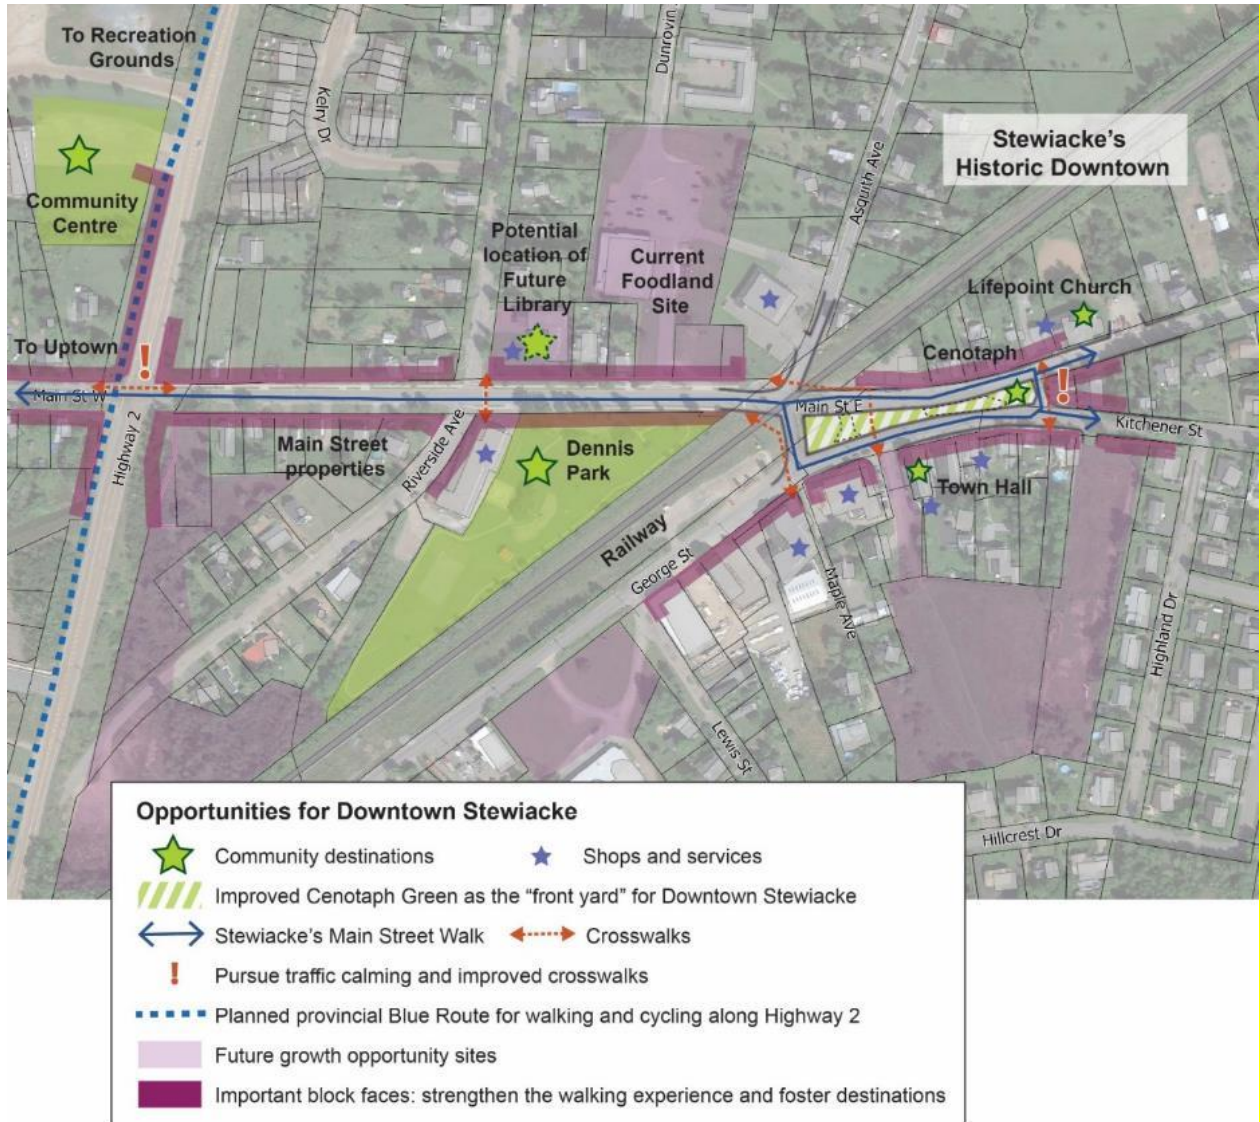 To Recreation
Grounds
Kelry Dr
Dunrovin
Asquith Ave
Stewiacke's
Historic Downtown
Community
Centre
Potential
location of
Future
Library
Current
Foodland
Site
Lifepoint Church
Cenotaph
To Uptown
!
!
Main St W
Main St E
Kitchener St
Highway 2
Main Street
properties
Riverside Ave
Dennis
Park
Town Hall
Railway
George St
Maple Ave
Highland Dr
Lewis St
Hillcrest Dr
Opportunities for Downtown Stewiacke
Community destinations
Shops and services
Improved Cenotaph Green as the “front yard” for Downtown Stewiacke
Stewiacke's Main Street Walk
Crosswalks
! Pursue traffic calming and improved crosswalks
Planned provincial Blue Route for walking and cycling along Highway 2
Future growth opportunity sites
Important block faces: strengthen the walking experience and foster destinations